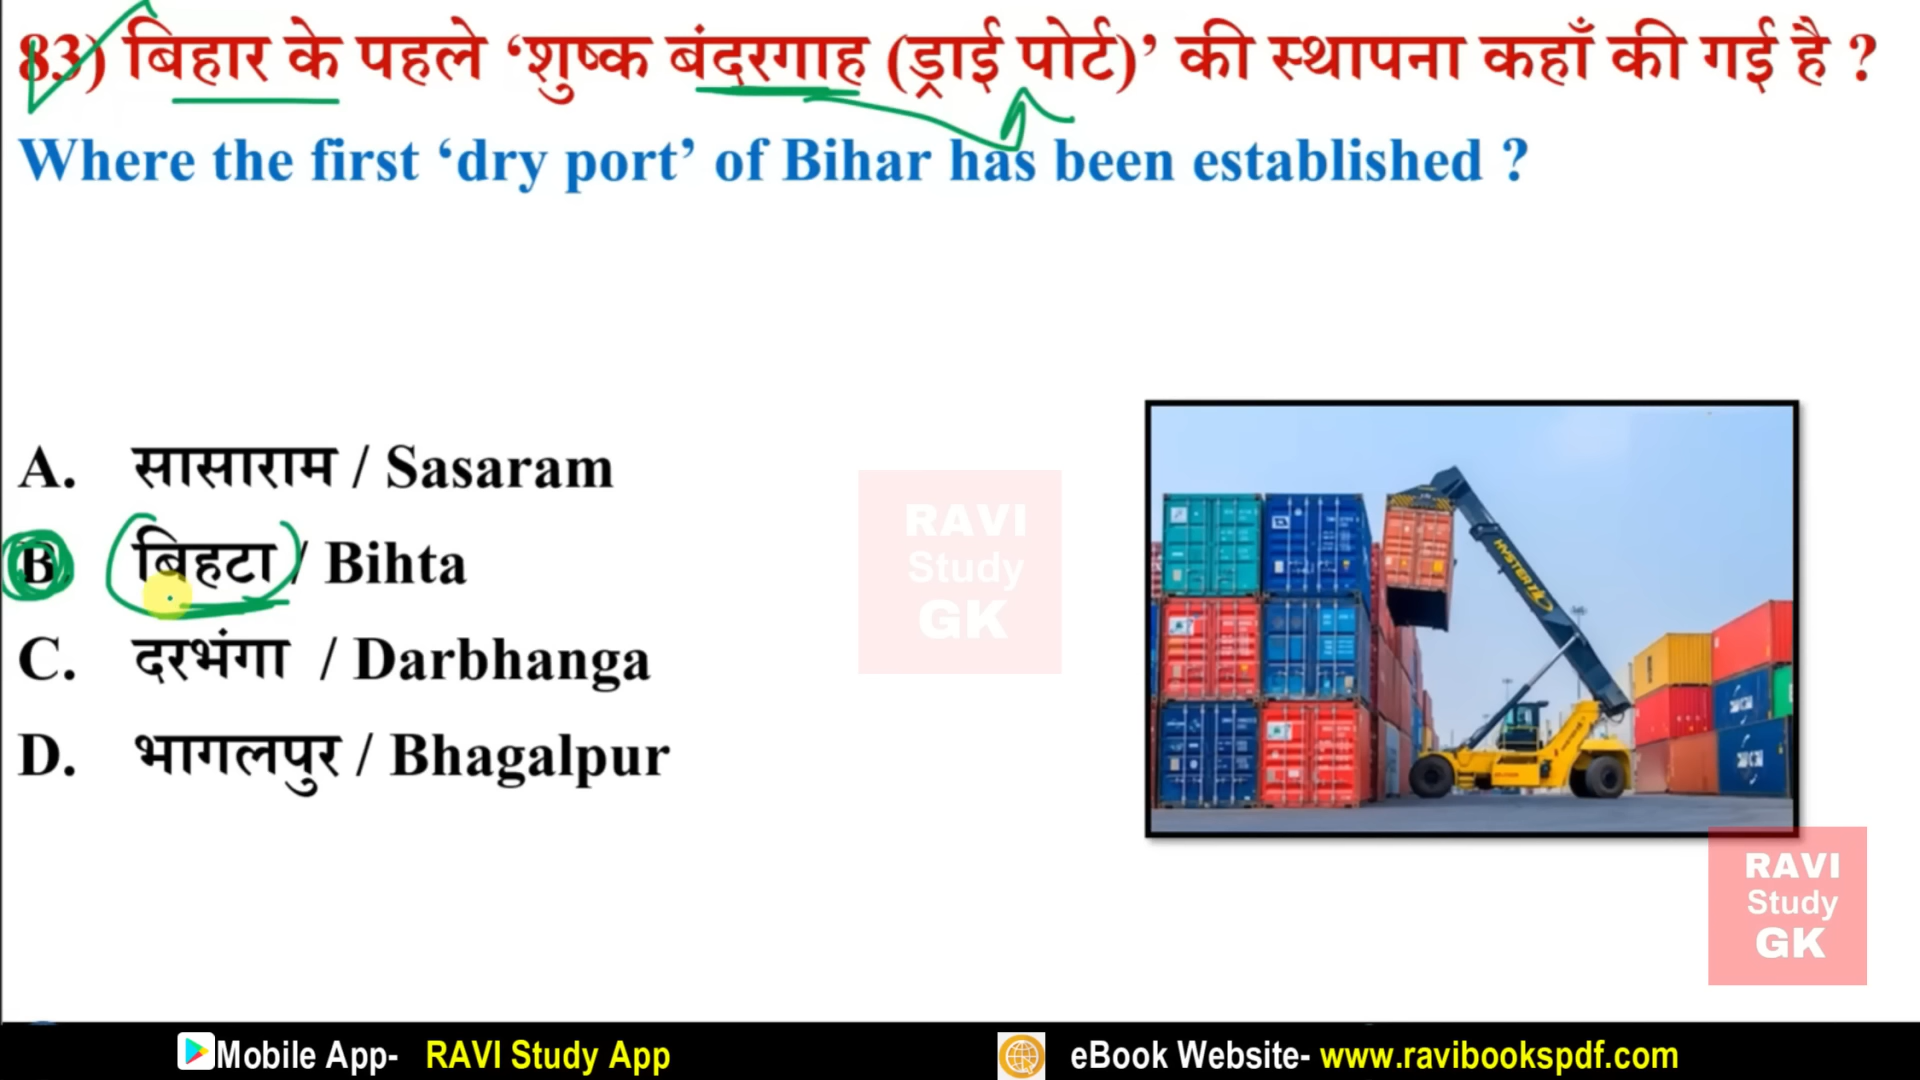 83) बिहार के पहले ‘शुष्क बंदरगाह (ड्राई पोर्ट)’ की स्थापना कहाँ की गई है ?
Where the first ‘dry port’ of Bihar has been established ?
A. सासाराम / Sasaram
B. बिहटा / Bihta
C. दरभंगा / Darbhanga
D. भागलपुर / Bhagalpur
RAVI
Study
GK
HYSTER
RAVI
Study
GK
Mobile App- RAVI Study App
eBook Website- www.ravibookspdf.com